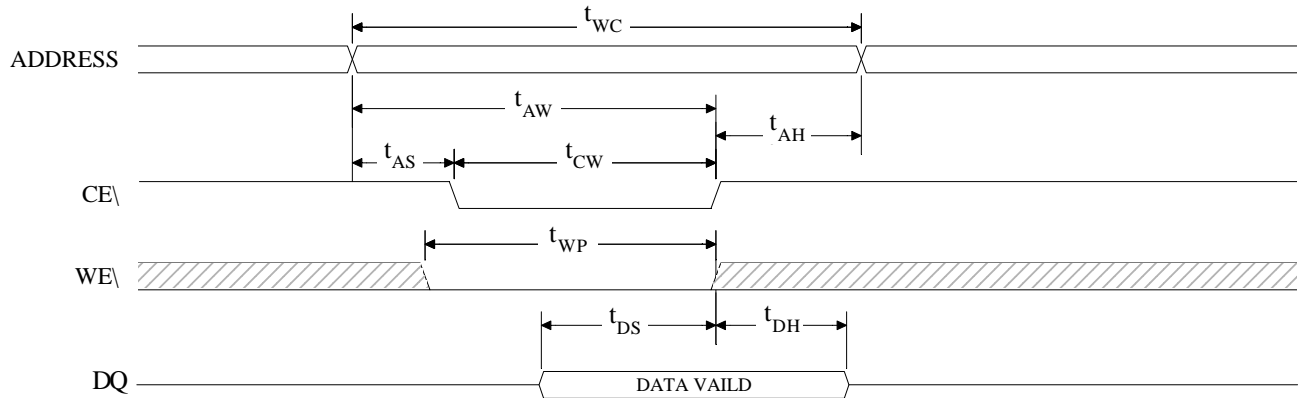 tWC
ADDRESS
tAW
tAH
tAS
tCW
CE\
tWP
WE\
tDS
tDH
DQ
DATA VAILD